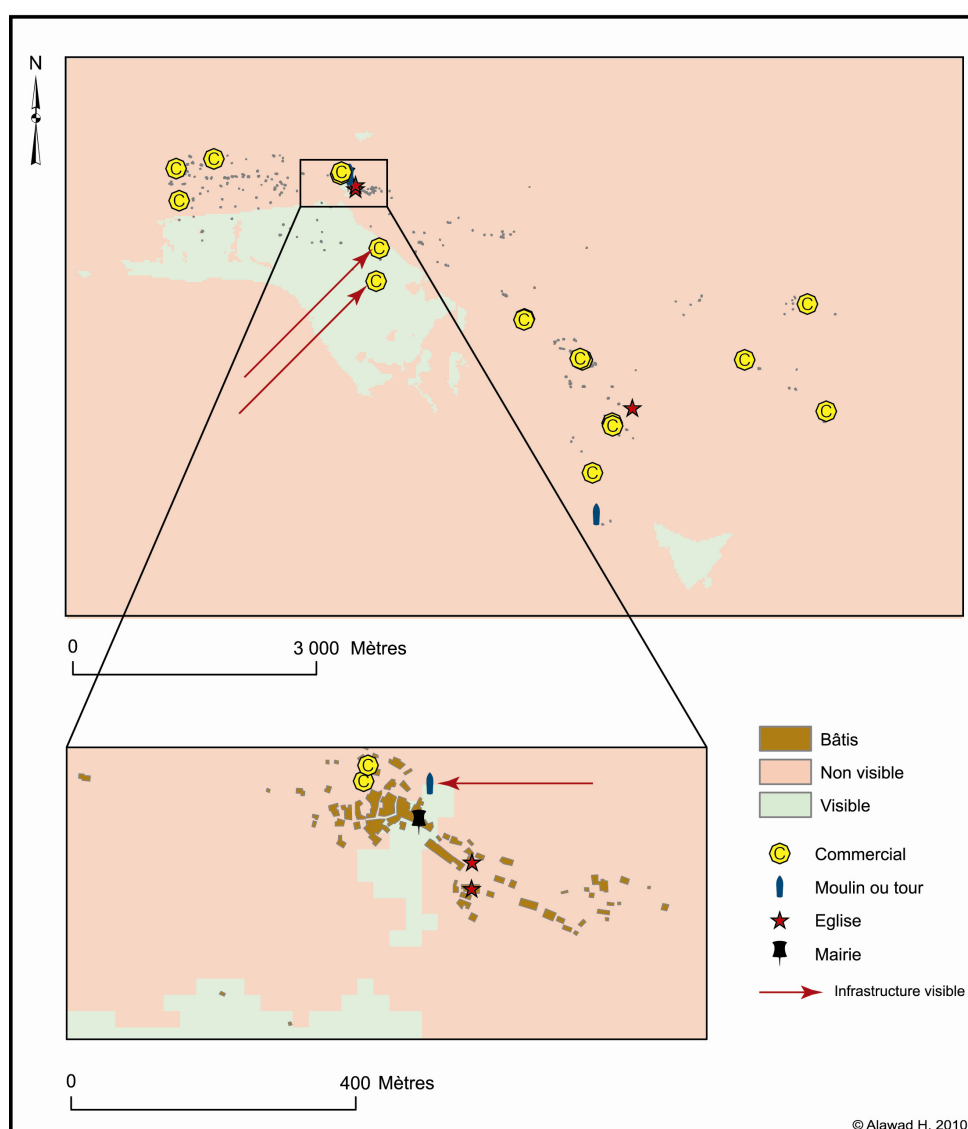 N
C
C
C
C
C
C
C
C
C
C
C
C
C
C
0
3 000 Mètres
C
C
Bâtis
Non visible
Visible
C
Commercial
Moulin ou tour
Eglise
Mairie
Infrastructure visible
0
400 Mètres
© Alawad H. 2010